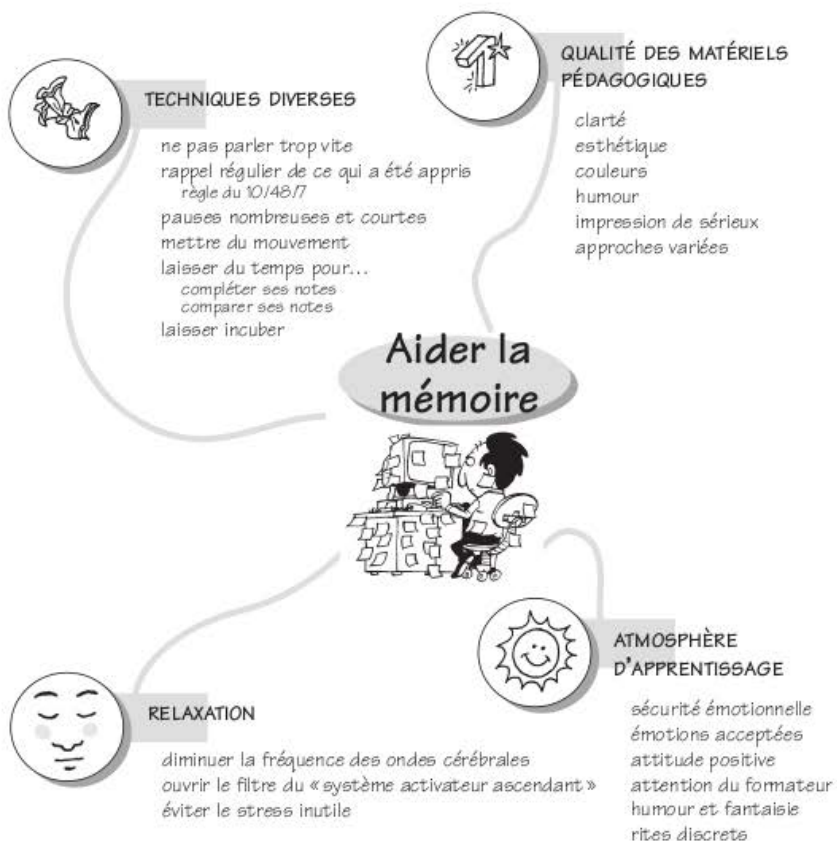 TECHNIQUES DIVERSES
ne pas parler trop vite
rappel régulier de ce qui a été appris
règle du 10/48/7
pauses nombreuses et courtes
mettre du mouvement
laisser du temps pour...
compléter ses notes
comparer ses notes
laisser incuber
QUALITÉ DES MATÉRIELS
PÉDAGOGIQUES
clarté
esthétique
couleurs
humour
impression de sérieux
approches variées
Aider la
mémoire
RELAXATION
diminuer la fréquence des ondes cérébrales
ouvrir le filtre du « système activateur ascendant »
éviter le stress inutile
ATMOSPHÈRE
D'APPRENTISSAGE
sécurité émotionnelle
émotions acceptées
attitude positive
attention du formateur
humour et fantaisie
rites discrets